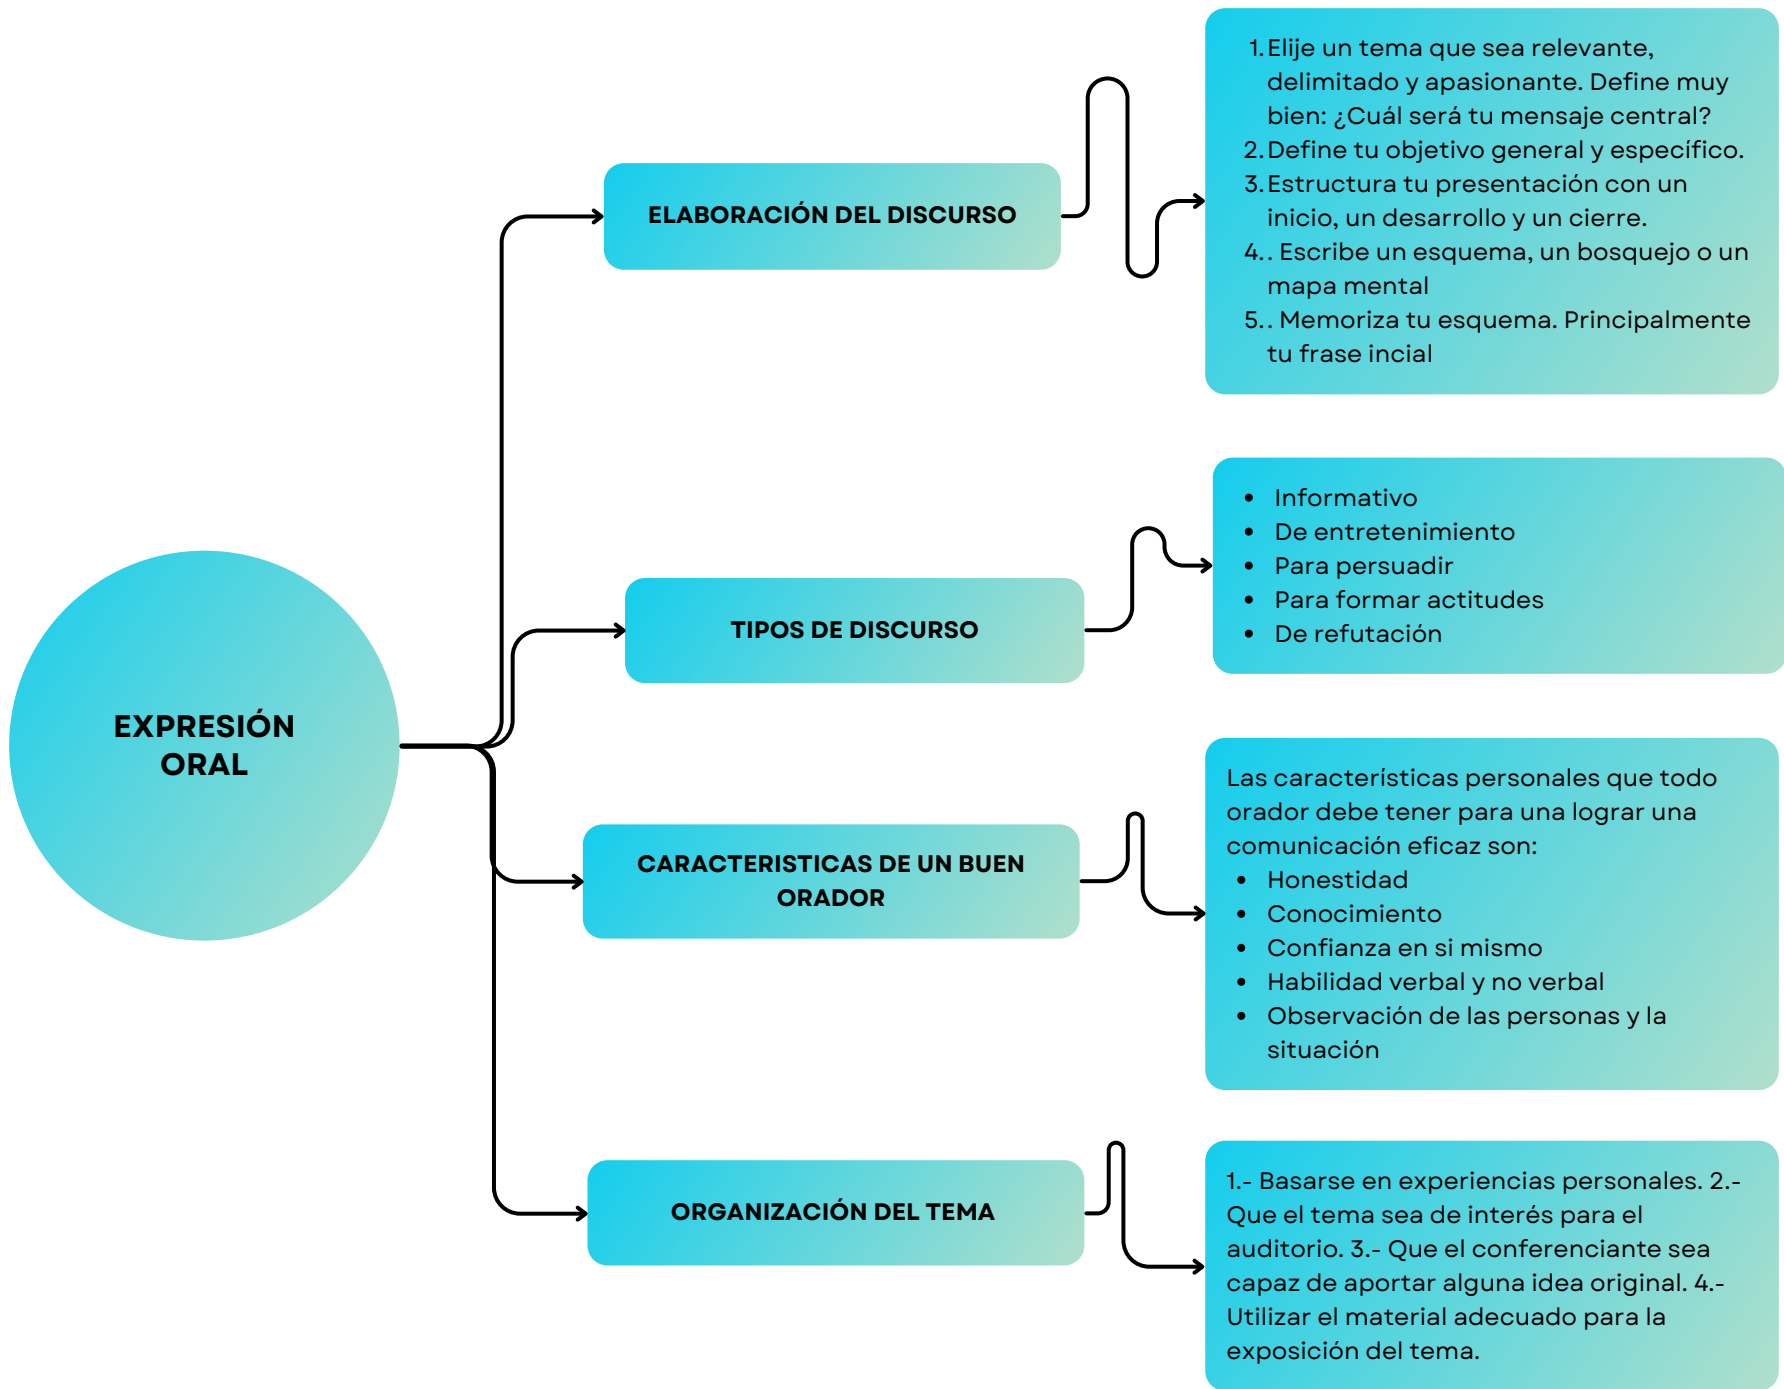 EXPRESIÓN
ORAL
ELABORACIÓN DEL DISCURSO
1. Elije un tema que sea relevante,
delimitado y apasionante. Define muy
bien: ¿Cuál será tu mensaje central?
2. Define tu objetivo general y específico.
3. Estructura tu presentación con un
inicio, un desarrollo y un cierre.
4. . Escribe un esquema, un bosquejo o un
mapa mental
5. . Memoriza tu esquema. Principalmente
tu frase incial
TIPOS DE DISCURSO
• Informativo
• De entretenimiento
• Para persuadir
• Para formar actitudes
• De refutación
CARACTERISTICAS DE UN BUEN
ORADOR
Las características personales que todo
orador debe tener para una lograr una
comunicación eficaz son:
• Honestidad
• Conocimiento
• Confianza en si mismo
• Habilidad verbal y no verbal
• Observación de las personas y la
situación
ORGANIZACIÓN DEL TEMA
1.- Basarse en experiencias personales. 2.-
Que el tema sea de interés para el
auditorio. 3.- Que el conferenciante sea
capaz de aportar alguna idea original. 4.-
Utilizar el material adecuado para la
exposición del tema.